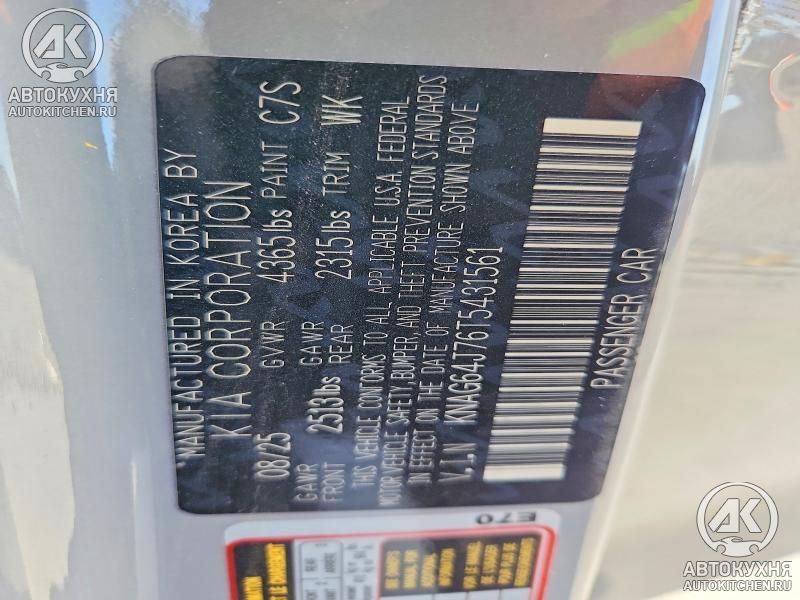 АВТОКУХНЯ
AVTOKITCHEN.RU
MANUFACTURED IN KOREA BY
KIA CORPORATION
08/25 GVWR 4365lbs PAINT C7S
GAWR FRONT 2513lbs GAWR REAR 2315lbs TRIM WK
THIS VEHICLE CONFORMS TO ALL APPLICABLE U.S.A. FEDERAL
MOTOR VEHICLE SAFETY, BUMPER AND THEFT PREVENTION STANDARDS
IN EFFECT ON THE DATE OF MANUFACTURE SHOWN ABOVE
V.I.N KNAG64J76T5431561
PASSENGER CAR
E70
АВТОКУХНЯ
AVTOKITCHEN.RU